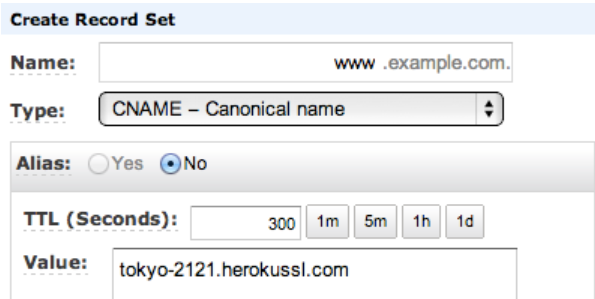 Create Record Set
Name: www .example.com.
Type: CNAME – Canonical name
Alias: Yes No
TTL (Seconds): 300 1m 5m 1h 1d
Value: tokyo-2121.herokussl.com